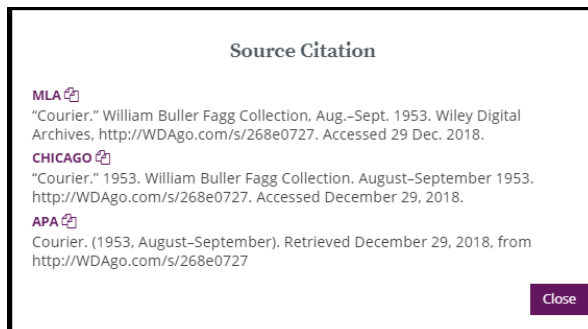 Source Citation
MLA
“Courier.” William Buller Fagg Collection, Aug.–Sept. 1953. Wiley Digital
Archives, http://WDAgo.com/s/268e0727. Accessed 29 Dec. 2018.
CHICAGO
“Courier.” 1953. William Buller Fagg Collection. August–September 1953.
http://WDAgo.com/s/268e0727. Accessed December 29, 2018.
APA
Courier. (1953, August–September). Retrieved December 29, 2018, from
http://WDAgo.com/s/268e0727
Close